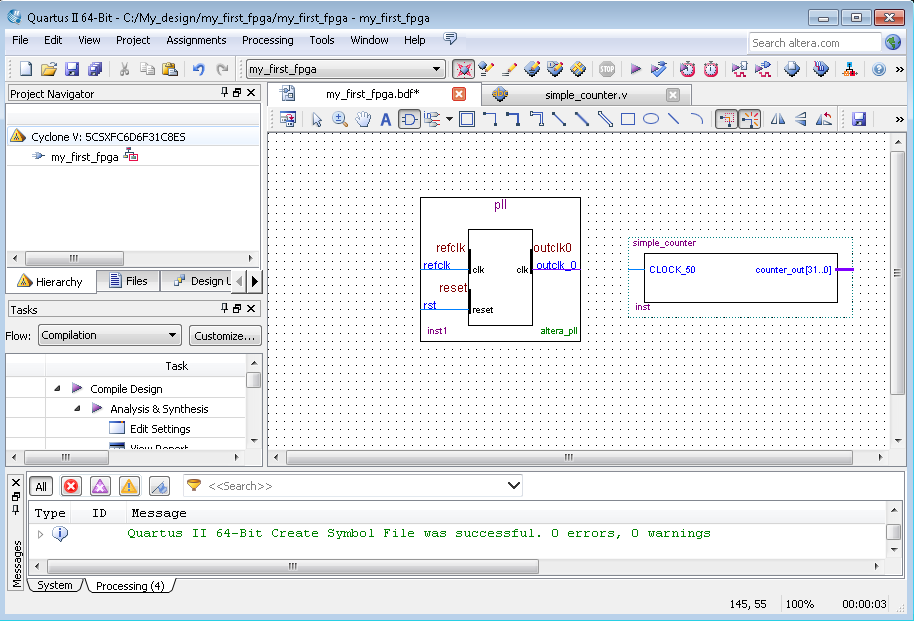 Quartus II 64-Bit - C:/My_design/my_first_fpga/my_first_fpga - my_first_fpga
File Edit View Project Assignments Processing Tools Window Help
Search altera.com
my_first_fpga
STOP
»
Project Navigator
my_first_fpga.bdf*
simple_counter.v
A
»
Cyclone V: 5CSXFC6D6F31C8ES
my_first_fpga
Hierarchy
Files
Design U
Tasks
Flow: Compilation
Customize...
Task
Compile Design
Analysis & Synthesis
Edit Settings
View Report
pll
refclk
outclk0
refclk
clk
clk
outclk_0
reset
rst
reset
inst1
altera_pll
simple_counter
CLOCK_50
counter_out[31..0]
inst
Messages
All
<<Search>>
Type ID Message
Quartus II 64-Bit Create Symbol File was successful. 0 errors, 0 warnings
System
Processing (4)
145, 55
100%
00:00:03